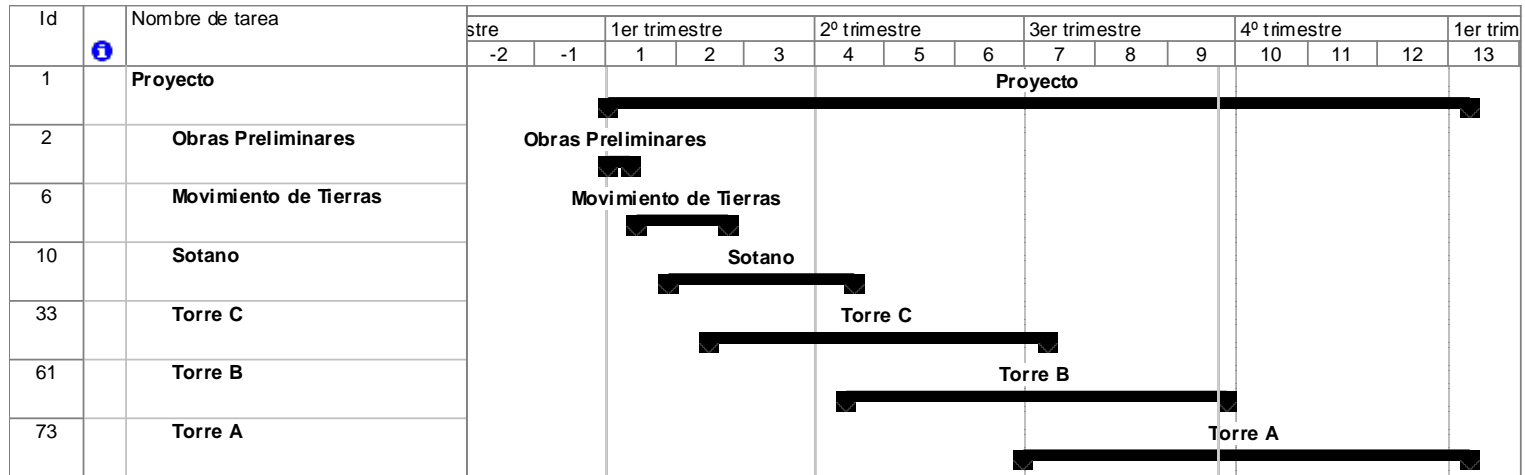 Id Nombre de tarea stre 1er trimestre 2º trimestre 3er trimestre 4º trimestre 1er trim
-2 -1 1 2 3 4 5 6 7 8 9 10 11 12 13
1 Proyecto Proyecto
2 Obras Preliminares Obras Preliminares
6 Movimiento de Tierras Movimiento de Tierras
10 Sotano Sotano
33 Torre C Torre C
61 Torre B Torre B
73 Torre A Torre A